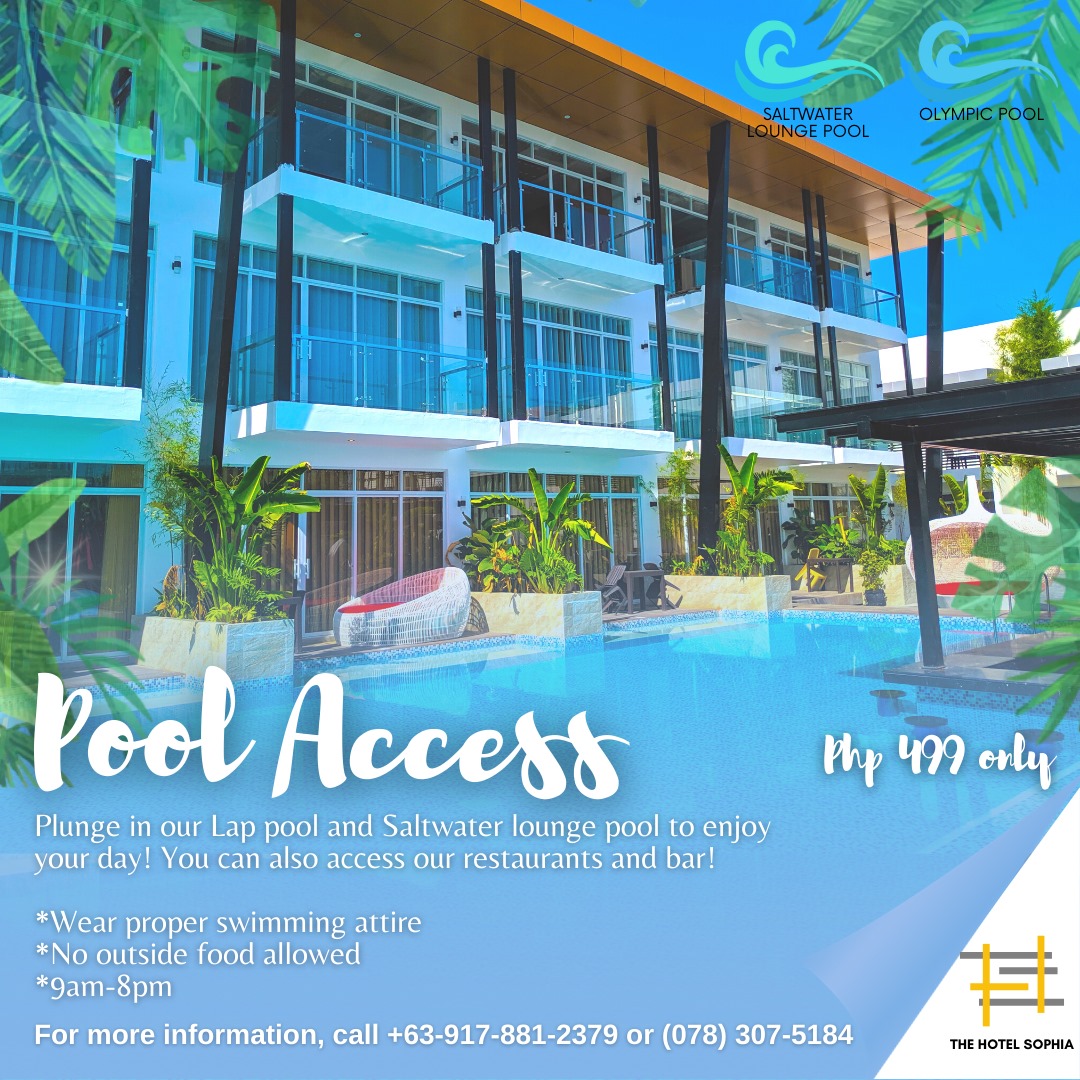 SALTWATER
LOUNGE POOL
OLYMPIC POOL
Pool Access
Php 499 only
Plunge in our Lap pool and Saltwater lounge pool to enjoy
your day! You can also access our restaurants and bar!
*Wear proper swimming attire
*No outside food allowed
*9am-8pm
For more information, call +63-917-881-2379 or (078) 307-5184
THE HOTEL SOPHIA